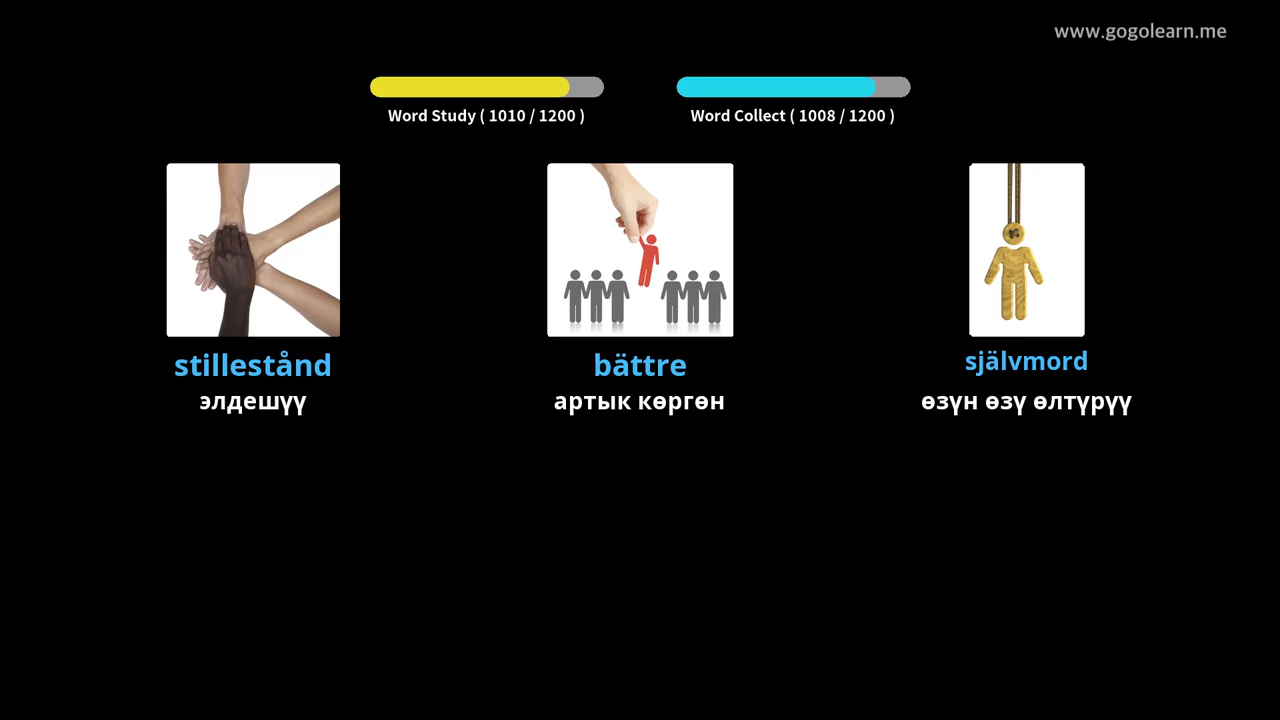 www.gogolearn.me
Word Study ( 1010 / 1200 )
Word Collect ( 1008 / 1200 )
stillestånd
элдешүү
bättre
артык көргөн
självmord
өзүн өзү өлтүрүү